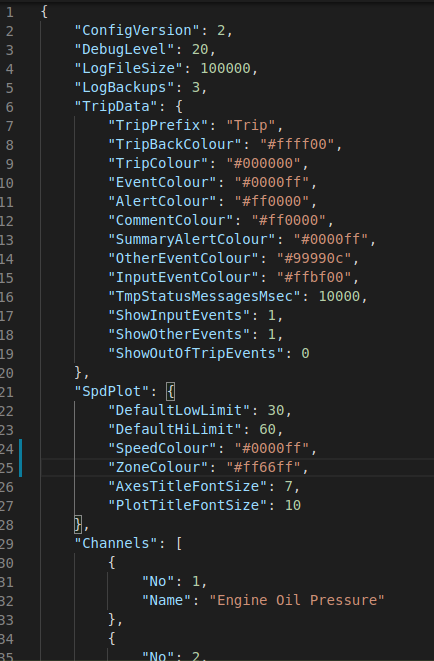 1 {
2 "ConfigVersion": 2,
3 "DebugLevel": 20,
4 "LogFileSize": 100000,
5 "LogBackups": 3,
6 "TripData": {
7 "TripPrefix": "Trip",
8 "TripBackColour": "#ffff00",
9 "TripColour": "#000000",
10 "EventColour": "#0000ff",
11 "AlertColour": "#ff0000",
12 "CommentColour": "#ff0000",
13 "SummaryAlertColour": "#0000ff",
14 "OtherEventColour": "#99990c",
15 "InputEventColour": "#ffbf00",
16 "TmpStatusMessagesMsec": 10000,
17 "ShowInputEvents": 1,
18 "ShowOtherEvents": 1,
19 "ShowOutOfTripEvents": 0
20 },
21 "SpdPlot": {
22 "DefaultLowLimit": 30,
23 "DefaultHiLimit": 60,
24 "SpeedColour": "#0000ff",
25 "ZoneColour": "#ff66ff",
26 "AxesTitleFontSize": 7,
27 "PlotTitleFontSize": 10
28 },
29 "Channels": [
30 {
31 "No": 1,
32 "Name": "Engine Oil Pressure"
33 },
34 {
35 "No": 2,